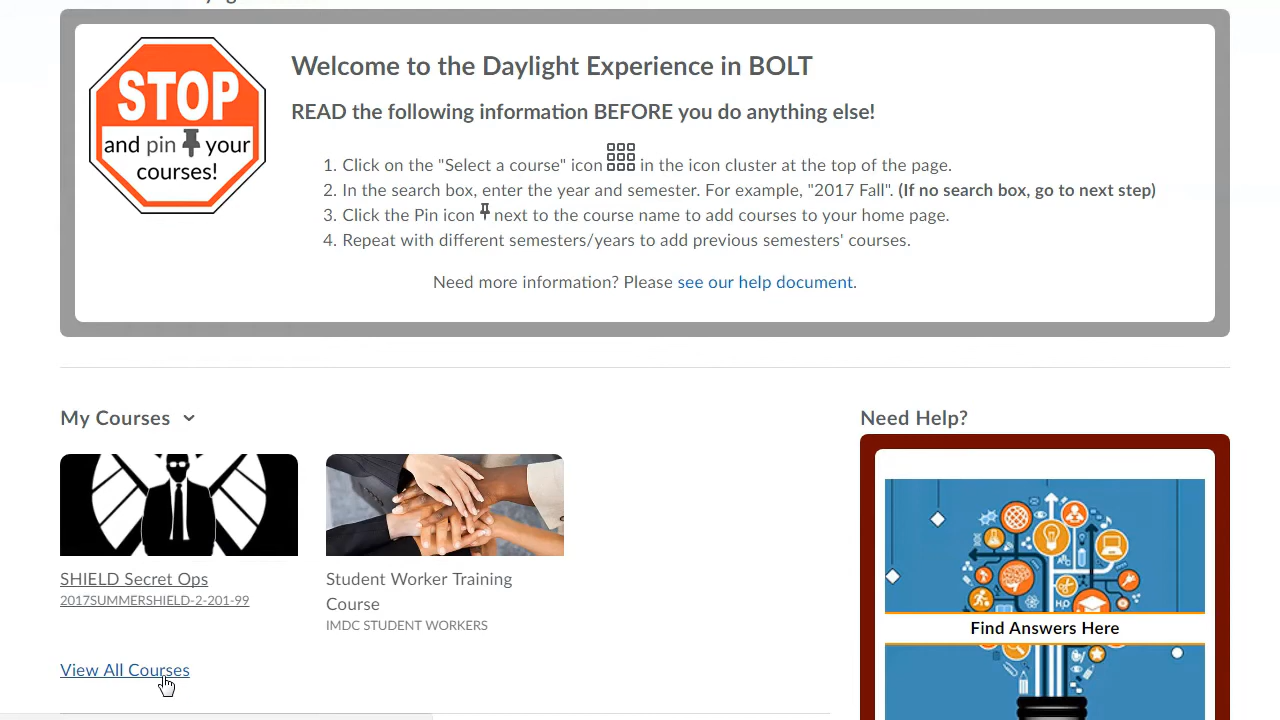 Welcome to the Daylight Experience in BOLT
READ the following information BEFORE you do anything else!
STOP
and pin your
courses!
1. Click on the "Select a course" icon in the icon cluster at the top of the page.
2. In the search box, enter the year and semester. For example, "2017 Fall". (If no search box, go to next step)
3. Click the Pin icon next to the course name to add courses to your home page.
4. Repeat with different semesters/years to add previous semesters' courses.
Need more information? Please see our help document.
My Courses
SHIELD Secret Ops
2017SUMMERSHIELD-2-201-99
Student Worker Training
Course
IMDC STUDENT WORKERS
View All Courses
Need Help?
Find Answers Here